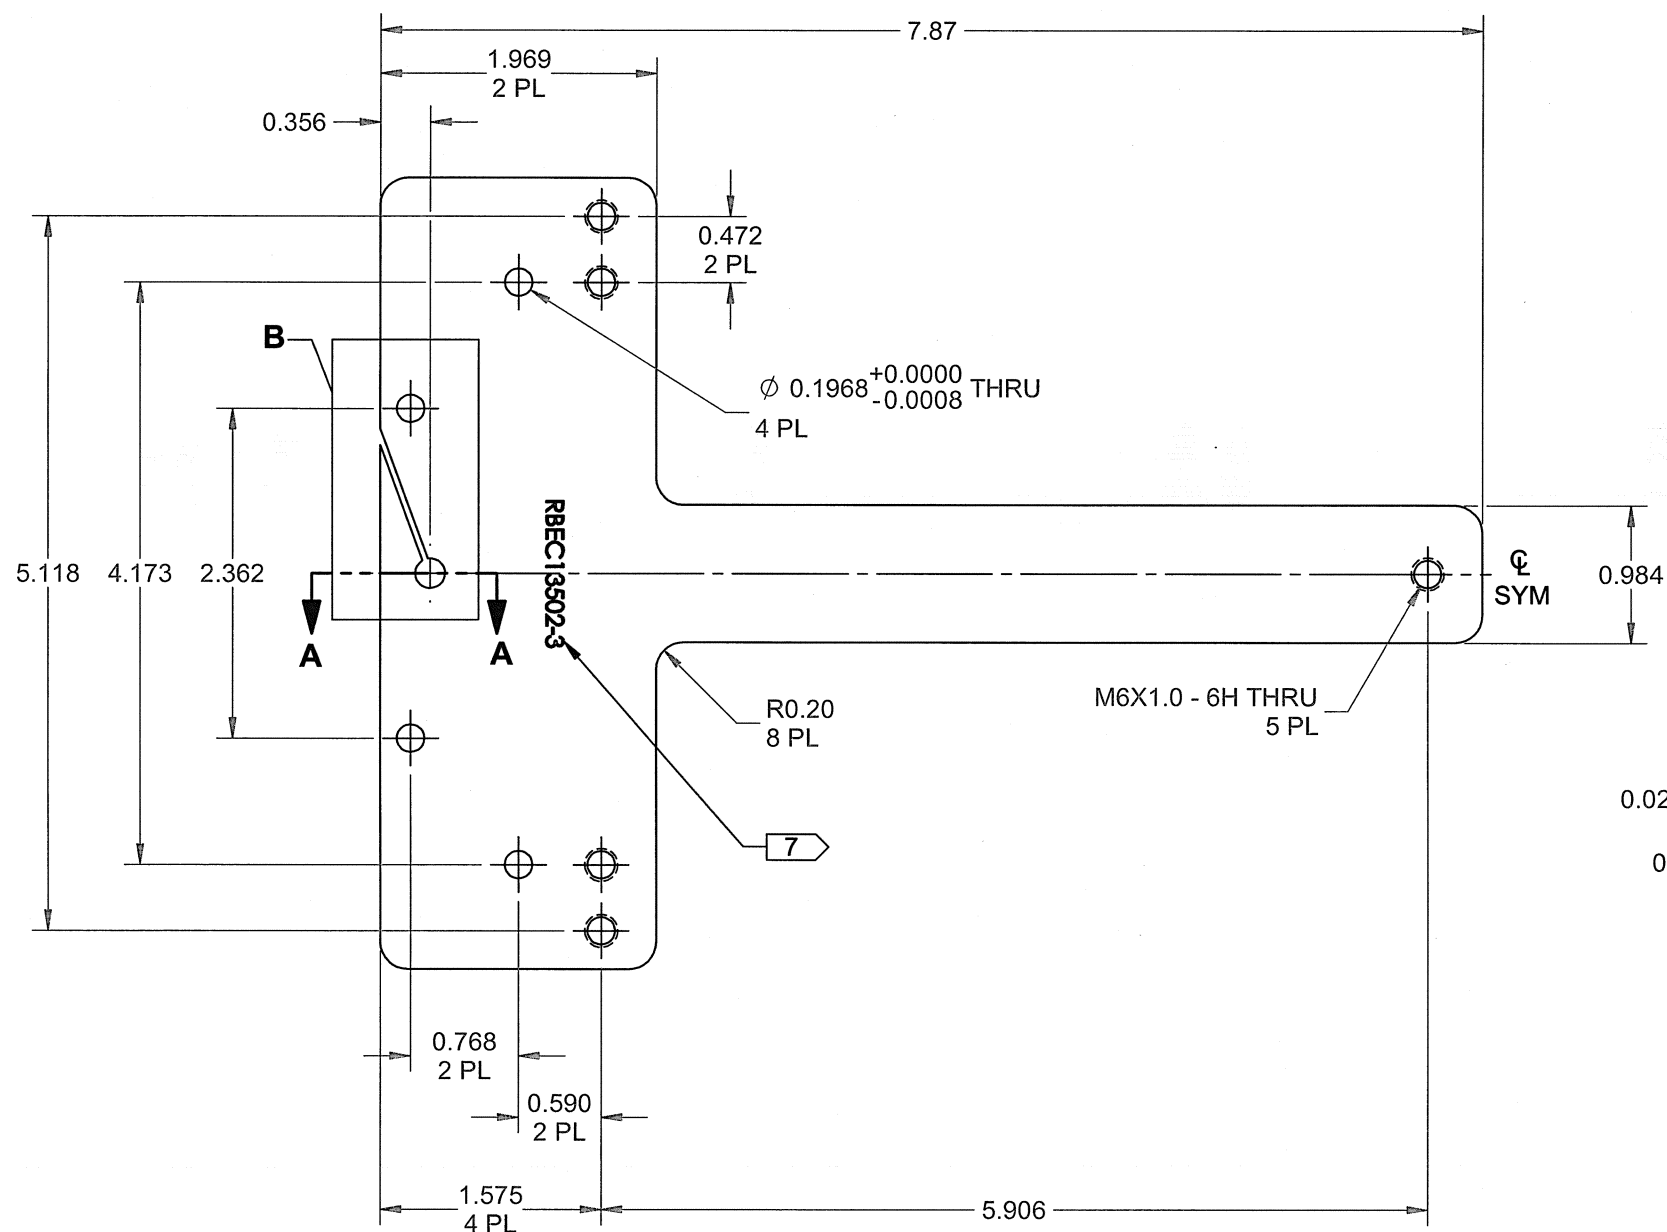 7.87
1.969
2 PL
0.356
0.472
2 PL
B
Ø 0.1968 +0.0000 -0.0008 THRU
4 PL
RBEC13502-3
5.118
4.173
2.362
℄
SYM
0.984
A
A
R0.20
8 PL
M6X1.0 - 6H THRU
5 PL
0.02
7
0
0.768
2 PL
0.590
2 PL
1.575
4 PL
5.906